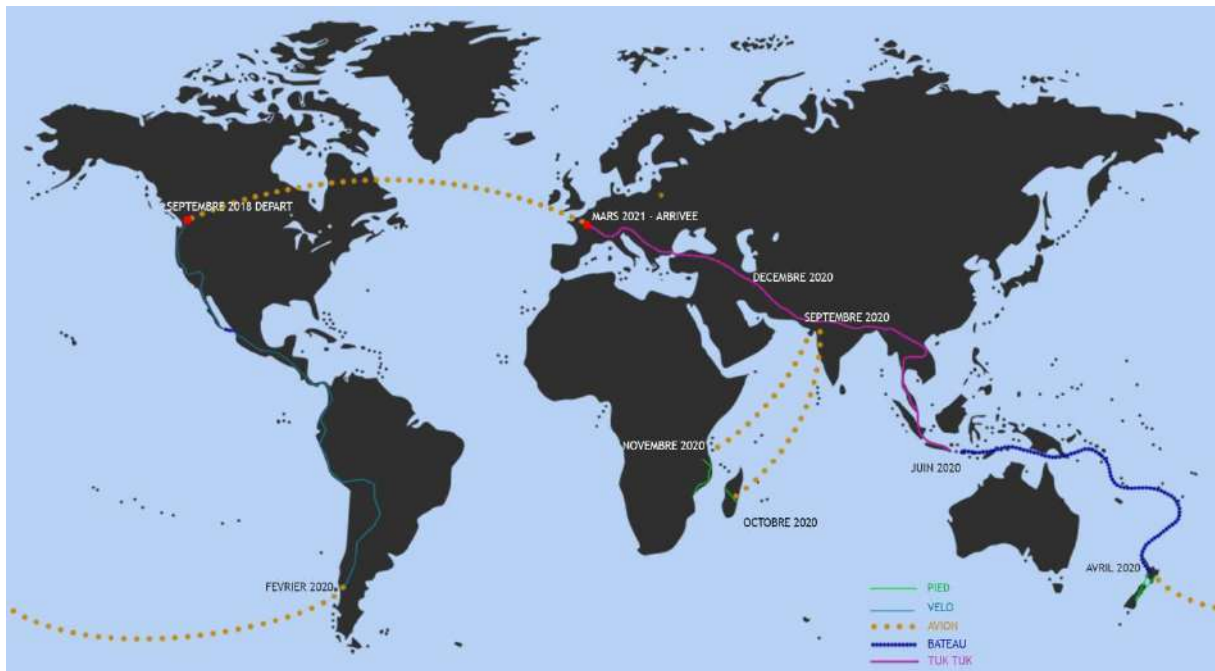 SEPTEMBRE 2018 DEPART
MARS 2021 - ARRIVEE
DECEMBRE 2020
SEPTEMBRE 2020
NOVEMBRE 2020
JUIN 2020
OCTOBRE 2020
AVRIL 2020
FEVRIER 2020
PIED
VELO
AVION
BATEAU
TUK TUK